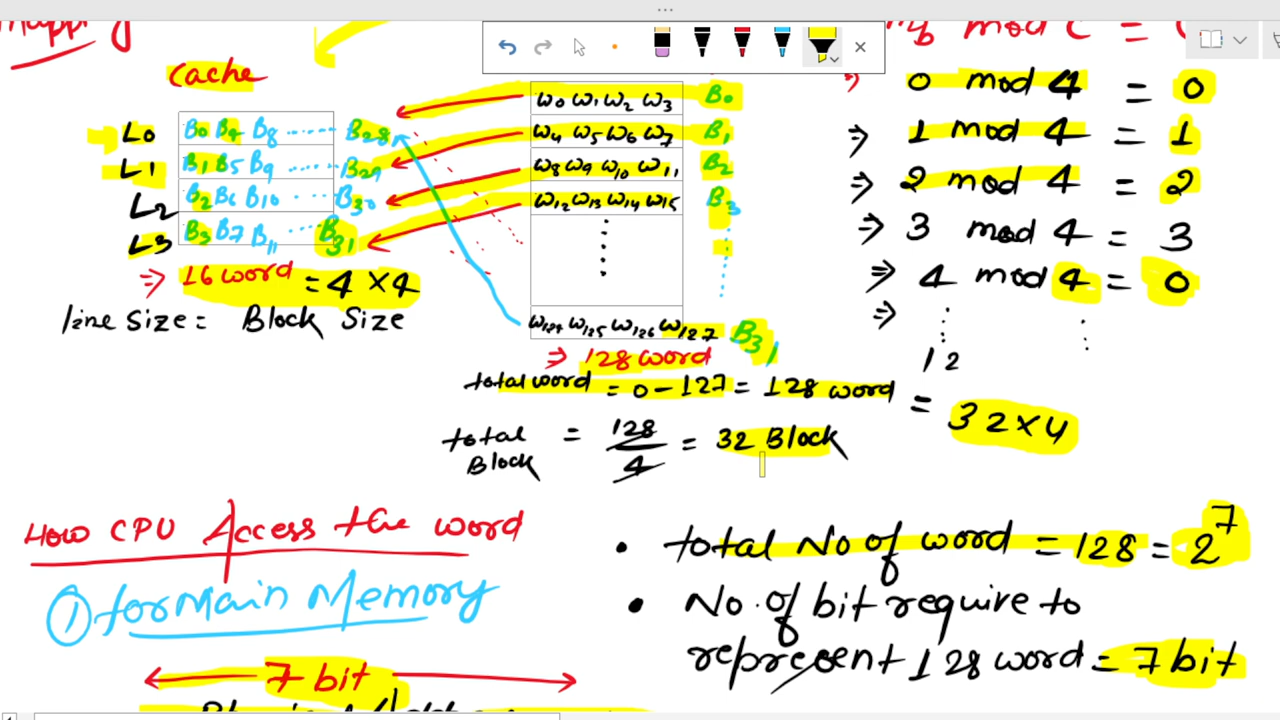 mapping
mod C =
Cache
0 mod 4 = 0
W0 W1 W2 W3 B0
L0 B0 B4 B8 ...... B28
W4 W5 W6 W7 B1
1 mod 4 = 1
L1 B1 B5 B9 ..... B29
W8 W9 W10 W11 B2
2 mod 4 = 2
L2 B2 B6 B10 ..... B30
W12 W13 W14 W15 B3
L3 B3 B7 B11 ... B31
3 mod 4 = 3
⇒ 16 word = 4 × 4
⇒ 4 mod 4 = 0
line Size = Block Size
W124 W125 W126 W127 B31
⇒ 128 word
12
total word = 0 - 127 = 128 word
= 32 × 4
total Block = 128/4 = 32 Block
How CPU Access the word
① for Main Memory
7 bit
• total No of word = 128 = 2^7
• No. of bit require to
represent 128 word = 7 bit